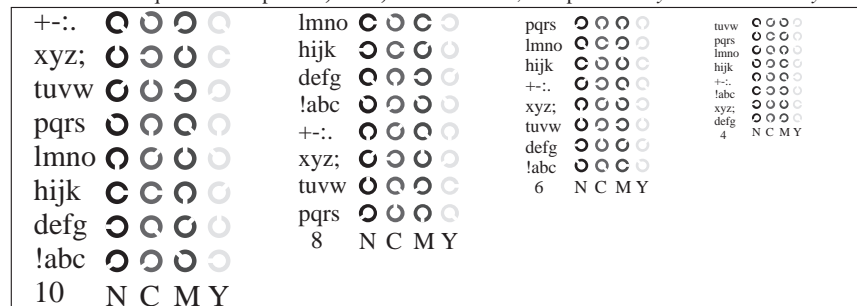 +-:.
xyz;
tuvw
pqrs
lmno
hijk
defg
!abc
10 N C M Y
lmno
hijk
defg
!abc
+-:.
xyz;
tuvw
pqrs
8 N C M Y
pqrs
lmno
hijk
+-:.
xyz;
tuvw
defg
!abc
6 N C M Y
tuvw
pqrs
lmno
hijk
+-:.
!abc
xyz;
defg
4 N C M Y